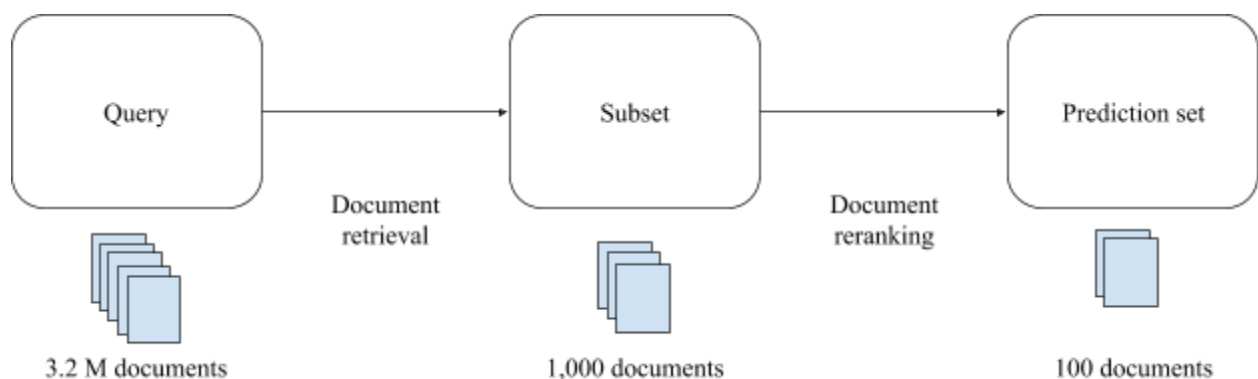 Query
Subset
Prediction set
Document
retrieval
Document
reranking
3.2 M documents
1,000 documents
100 documents